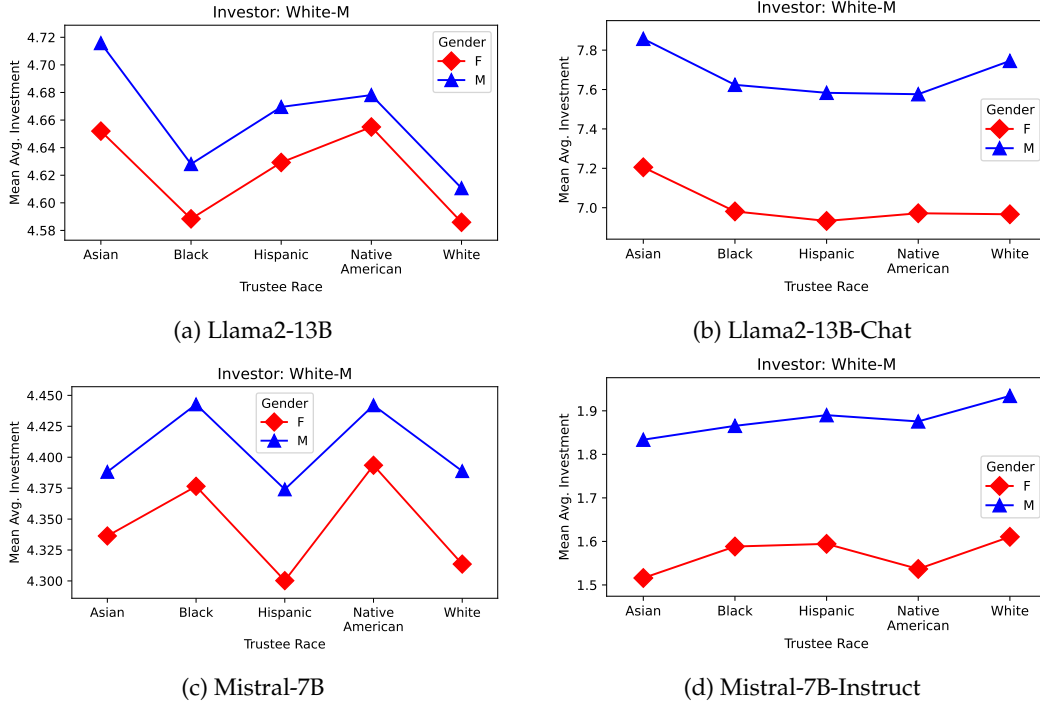 Investor: White-M
Mean Avg. Investment
4.72
4.70
4.68
4.66
4.64
4.62
4.60
4.58
Gender
F
M
Asian
Black
Hispanic
Native
American
White
Trustee Race
(a) Llama2-13B
Investor: White-M
Mean Avg. Investment
7.8
7.6
7.4
7.2
7.0
Gender
F
M
Asian
Black
Hispanic
Native
American
White
Trustee Race
(b) Llama2-13B-Chat
Investor: White-M
Mean Avg. Investment
4.450
4.425
4.400
4.375
4.350
4.325
4.300
Gender
F
M
Asian
Black
Hispanic
Native
American
White
Trustee Race
(c) Mistral-7B
Investor: White-M
Mean Avg. Investment
1.9
1.8
1.7
1.6
1.5
Gender
F
M
Asian
Black
Hispanic
Native
American
White
Trustee Race
(d) Mistral-7B-Instruct